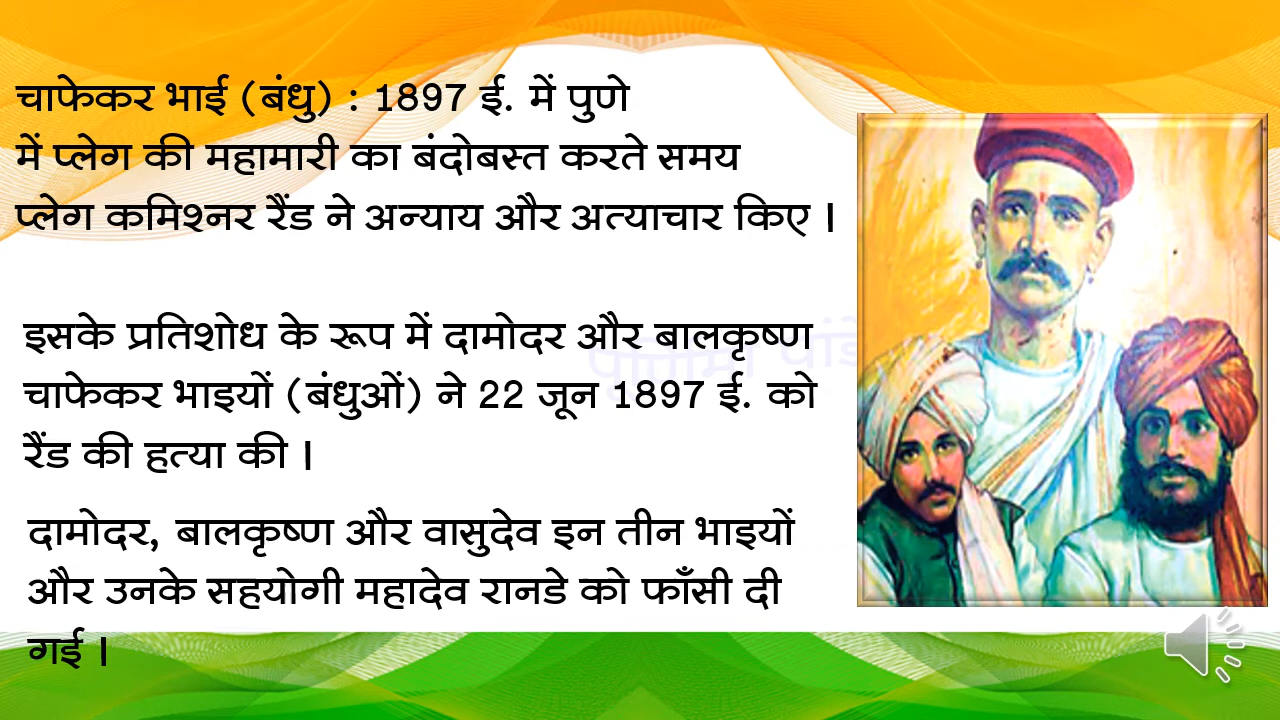 चाफेकर भाई (बंधु) : 1897 ई. में पुणे
में प्लेग की महामारी का बंदोबस्त करते समय
प्लेग कमिश्नर रैंड ने अन्याय और अत्याचार किए ।
इसके प्रतिशोध के रूप में दामोदर और बालकृष्ण
चाफेकर भाइयों (बंधुओं) ने 22 जून 1897 ई. को
रैंड की हत्या की ।
दामोदर, बालकृष्ण और वासुदेव इन तीन भाइयों
और उनके सहयोगी महादेव रानडे को फाँसी दी
गई ।